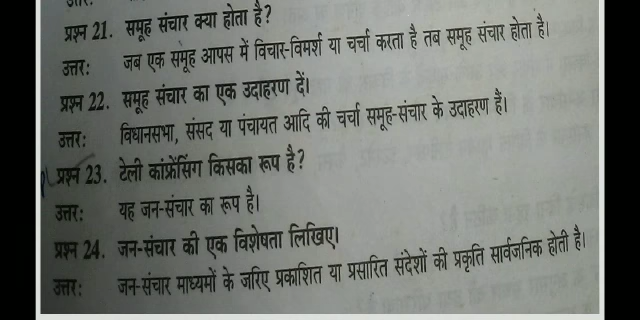 उत्तर:
प्रश्न 21. समूह संचार क्या होता है?
उत्तर: जब एक समूह आपस में विचार-विमर्श या चर्चा करता है तब समूह संचार होता है।
प्रश्न 22. समूह संचार का एक उदाहरण दें।
उत्तर: विधानसभा, संसद या पंचायत आदि की चर्चा समूह-संचार के उदाहरण हैं।
प्रश्न 23. टेली कांफ्रेंसिंग किसका रूप है?
उत्तर: यह जन-संचार का रूप है।
प्रश्न 24. जन-संचार की एक विशेषता लिखिए।
उत्तर: जन-संचार माध्यमों के जरिए प्रकाशित या प्रसारित संदेशों की प्रकृति सार्वजनिक होती है।